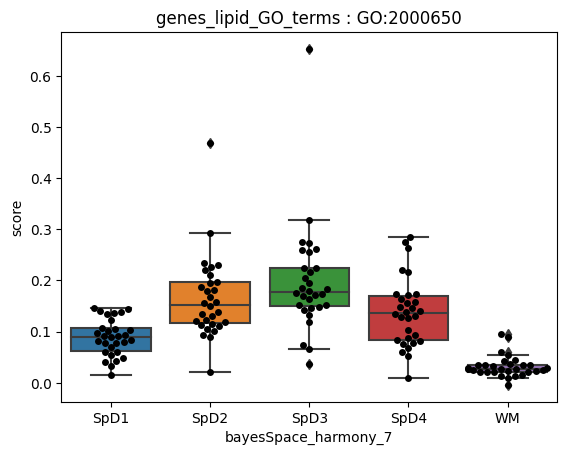 genes_lipid_GO_terms : GO:2000650
score
0.6
0.5
0.4
0.3
0.2
0.1
0.0
SpD1 SpD2 SpD3 SpD4 WM
bayesSpace_harmony_7